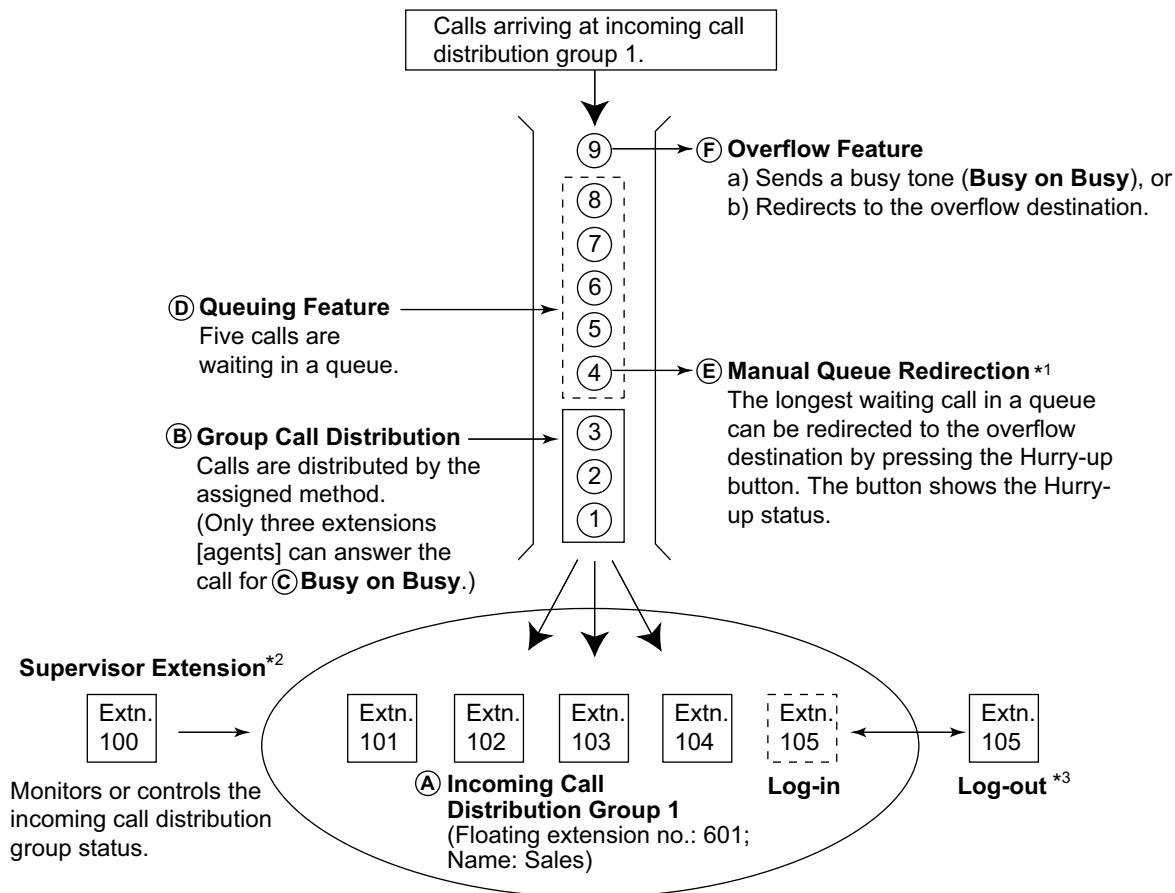 Calls arriving at incoming call
distribution group 1.
9
F Overflow Feature
a) Sends a busy tone (Busy on Busy), or
b) Redirects to the overflow destination.
8
7
6
5
4
D Queuing Feature
Five calls are
waiting in a queue.
E Manual Queue Redirection *1
The longest waiting call in a queue
can be redirected to the overflow
destination by pressing the Hurry-up
button. The button shows the Hurry-
up status.
B Group Call Distribution
Calls are distributed by the
assigned method.
(Only three extensions
[agents] can answer the
call for C Busy on Busy.)
3
2
1
Supervisor Extension*2
Extn.
100
Monitors or controls the
incoming call distribution
group status.
Extn.
101
Extn.
102
Extn.
103
Extn.
104
Extn.
105
Log-in
Extn.
105
Log-out *3
A Incoming Call
Distribution Group 1
(Floating extension no.: 601;
Name: Sales)